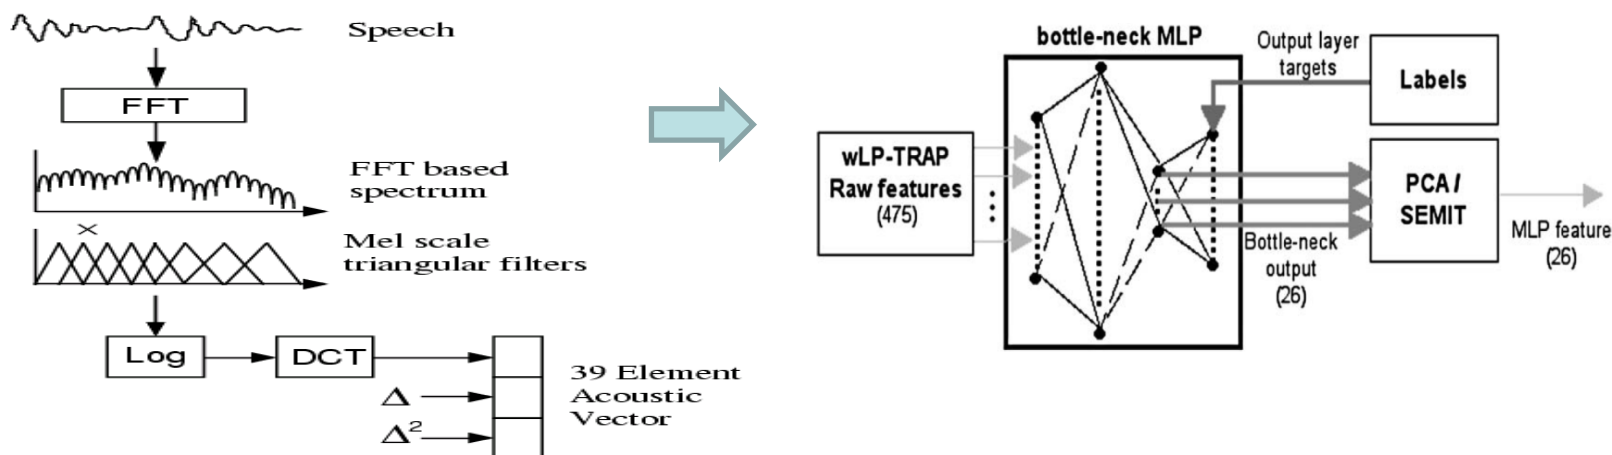 Speech
FFT
FFT based
spectrum
×
Mel scale
triangular filters
Log
DCT
Δ
Δ²
39 Element
Acoustic
Vector
bottle-neck MLP
Output layer
targets
Labels
wLP-TRAP
Raw features
(475)
PCA /
SEMIT
Bottle-neck
output
(26)
MLP feature
(26)